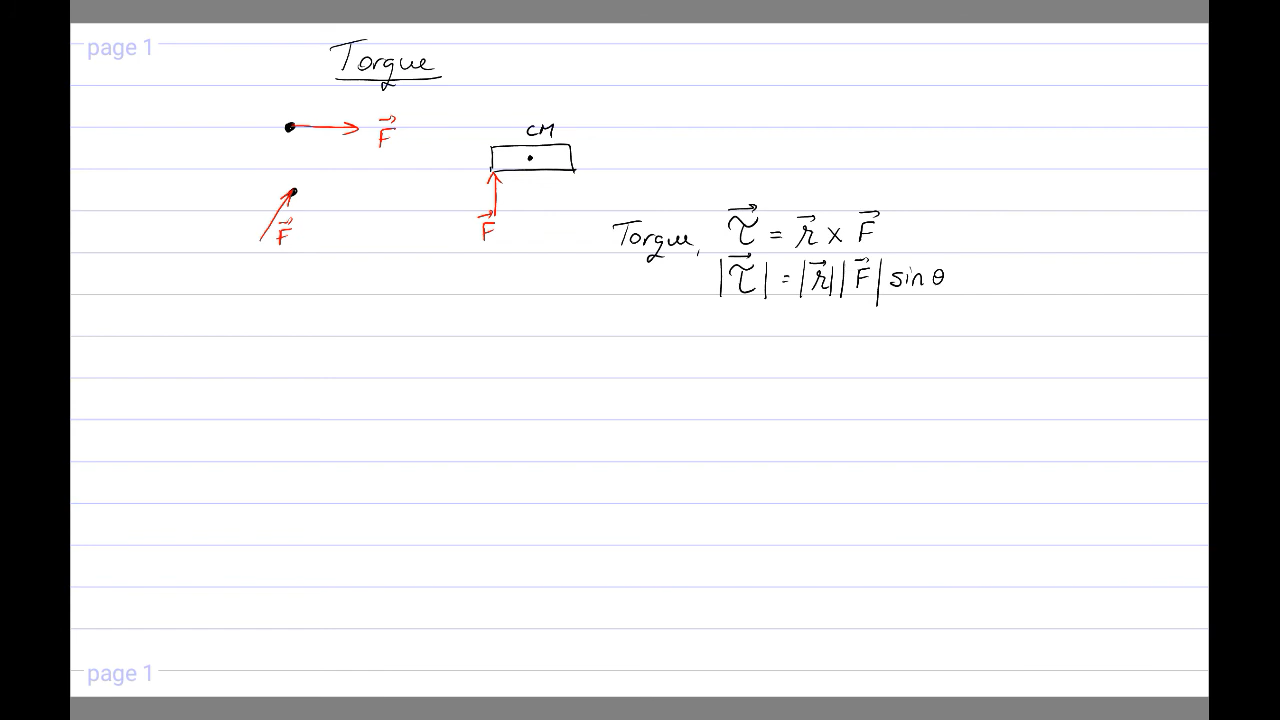 page 1
Torque
F⃗
CM
F⃗
F⃗
Torque, τ⃗ = r⃗ × F⃗
|τ⃗| = |r⃗||F⃗| sin θ
page 1